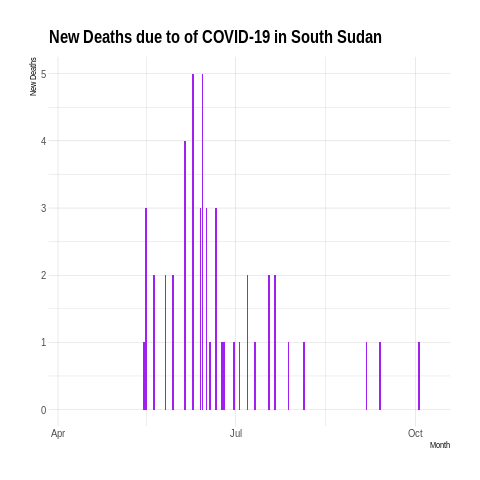 New Deaths due to of COVID-19 in South Sudan
New Deaths
5
4
3
2
1
0
Apr
Jul
Oct
Month